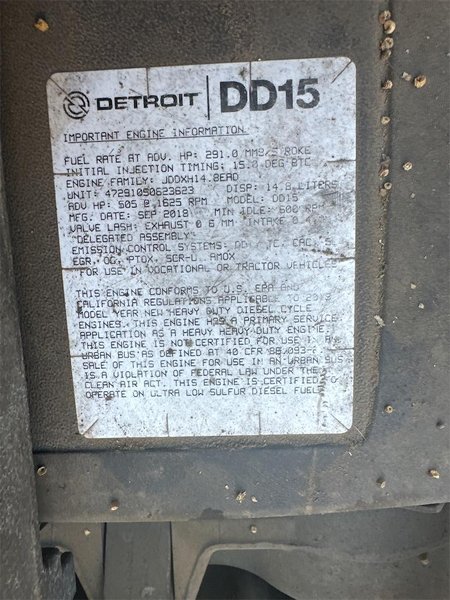 DETROIT DD15
IMPORTANT ENGINE INFORMATION
FUEL RATE AT ADV. HP: 291.0 MM3/STROKE
INITIAL INJECTION TIMING: 15.0 DEG BTC
ENGINE FAMILY: JDDXH14.8EAD
UNIT: 472910S0623623 DISP: 14.8 LITERS
ADV HP 505 @ 1625 RPM MODEL: DD15
MFG. DATE: SEP 2018 MIN IDLE: 600
VALVE LASH: EXHAUST 0.6 MM INTAKE
"DELEGATED ASSEMBLY"
EMISSION CONTROL SYSTEMS: TC, CAC,
EGR, OC, PTOX, SCR-U, AMOX
FOR USE IN VOCATIONAL OR TRACTOR VEHICLES
THIS ENGINE CONFORMS TO U.S. EPA AND
CALIFORNIA REGULATIONS APPLICABLE TO 2018
MODEL YEAR NEW HEAVY DUTY DIESEL CYCLE
ENGINES. THIS ENGINE HAS A PRIMARY SERVICE
APPLICATION AS A HEAVY HEAVY-DUTY ENGINE.
THIS ENGINE IS NOT CERTIFIED FOR USE IN AN
URBAN BUS AS DEFINED AT 40 CFR 86.093-2.
SALE OF THIS ENGINE FOR USE IN AN URBAN BUS
IS A VIOLATION OF FEDERAL LAW UNDER THE
CLEAN AIR ACT. THIS ENGINE IS CERTIFIED TO
OPERATE ON ULTRA LOW SULFUR DIESEL FUEL.